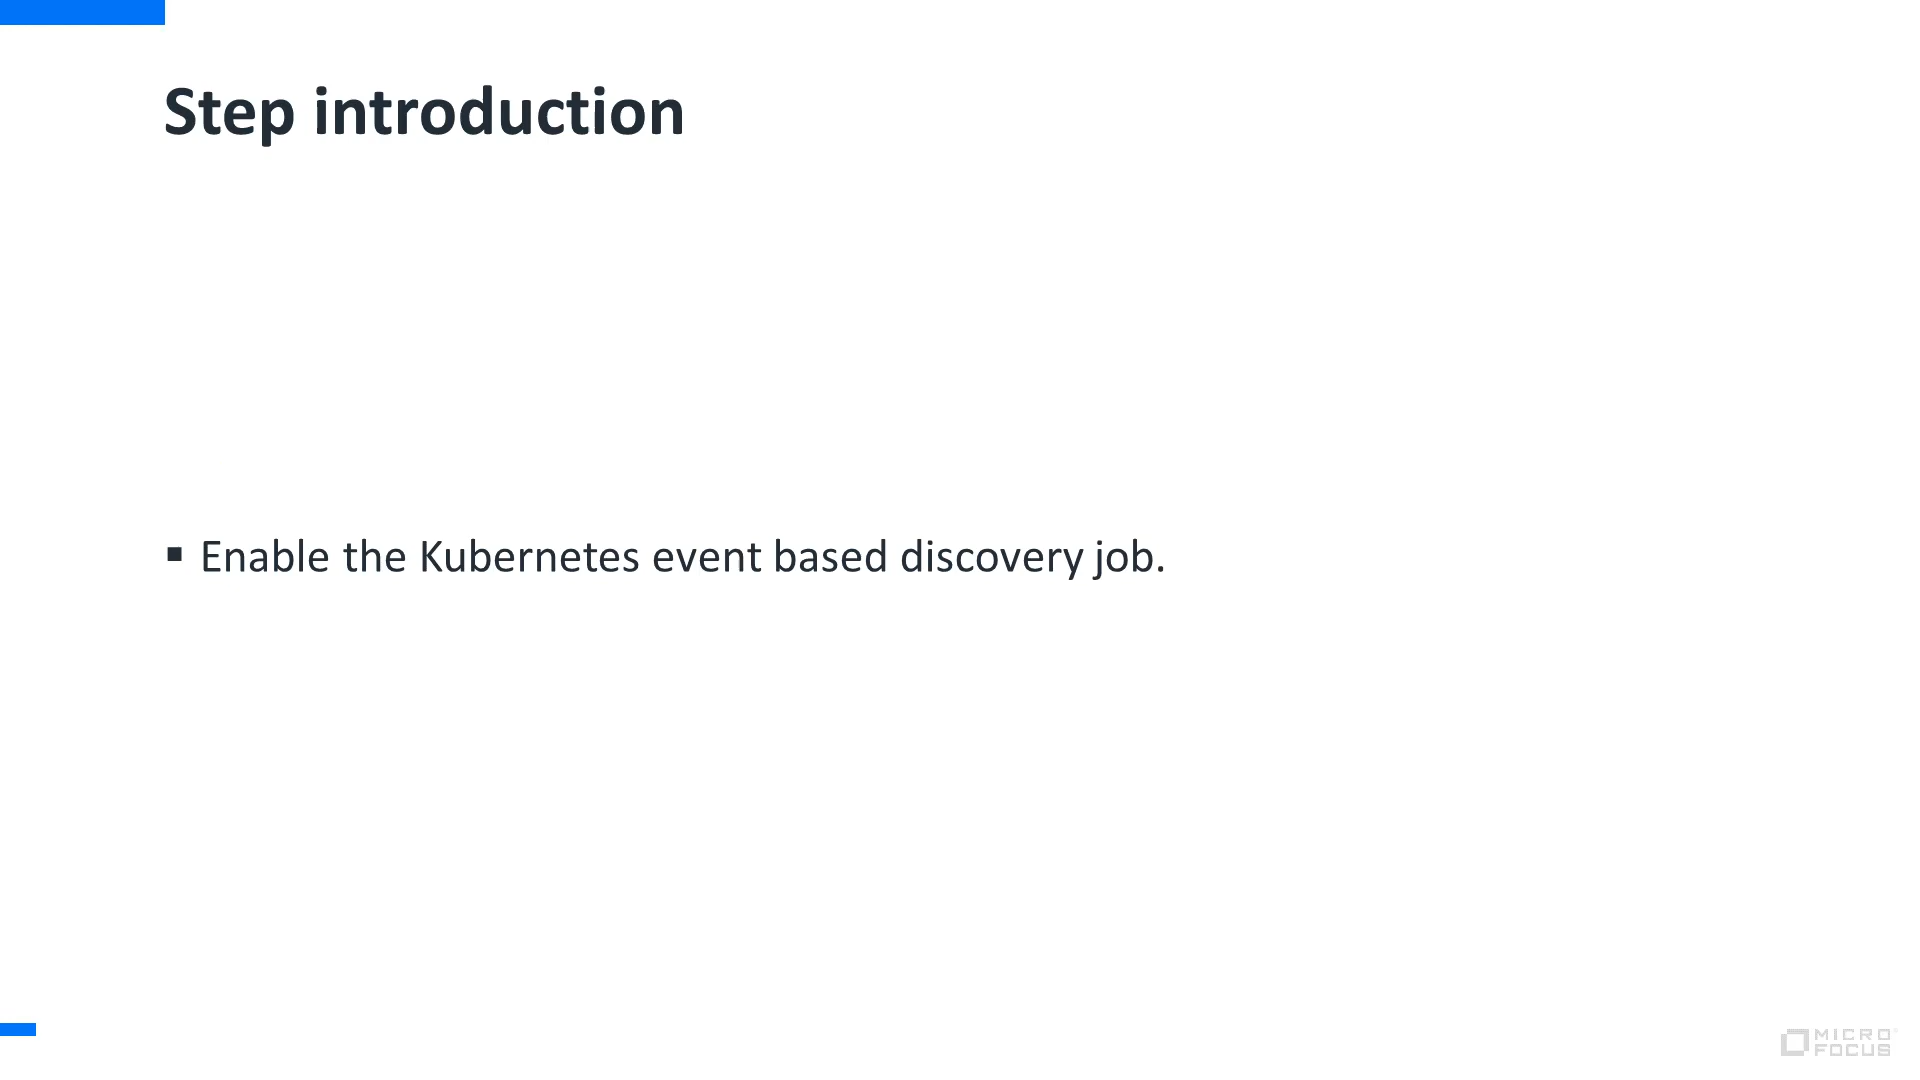 Step introduction
▪ Enable the Kubernetes event based discovery job.
MICRO
FOCUS